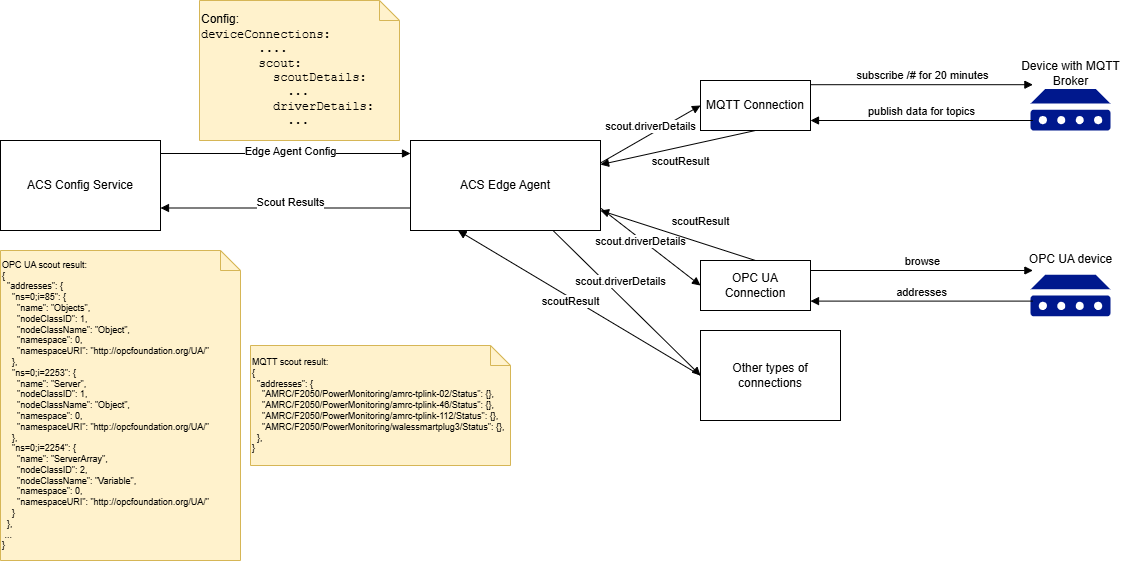 Config:
deviceConnections:
....
scout:
scoutDetails:
...
driverDetails:
...
ACS Config Service
Edge Agent Config
Scout Results
ACS Edge Agent
scout.driverDetails
scoutResult
MQTT Connection
subscribe /# for 20 minutes
publish data for topics
Device with MQTT
Broker
scoutResult
scout.driverDetails
OPC UA
Connection
browse
addresses
OPC UA device
scout.driverDetails
scoutResult
Other types of
connections
OPC UA scout result:
{
"addresses": {
"ns=0;i=85": {
"name": "Objects",
"nodeClassID": 1,
"nodeClassName": "Object",
"namespace": 0,
"namespaceURI": "http://opcfoundation.org/UA/"
},
"ns=0;i=2253": {
"name": "Server",
"nodeClassID": 1,
"nodeClassName": "Object",
"namespace": 0,
"namespaceURI": "http://opcfoundation.org/UA/"
},
"ns=0;i=2254": {
"name": "ServerArray",
"nodeClassID": 2,
"nodeClassName": "Variable",
"namespace": 0,
"namespaceURI": "http://opcfoundation.org/UA/"
}
},
...
}
MQTT scout result:
{
"addresses": {
"AMRC/F2050/PowerMonitoring/amrc-tplink-02/Status": {},
"AMRC/F2050/PowerMonitoring/amrc-tplink-46/Status": {},
"AMRC/F2050/PowerMonitoring/amrc-tplink-112/Status": {},
"AMRC/F2050/PowerMonitoring/walessmartplug3/Status": {},
},
}